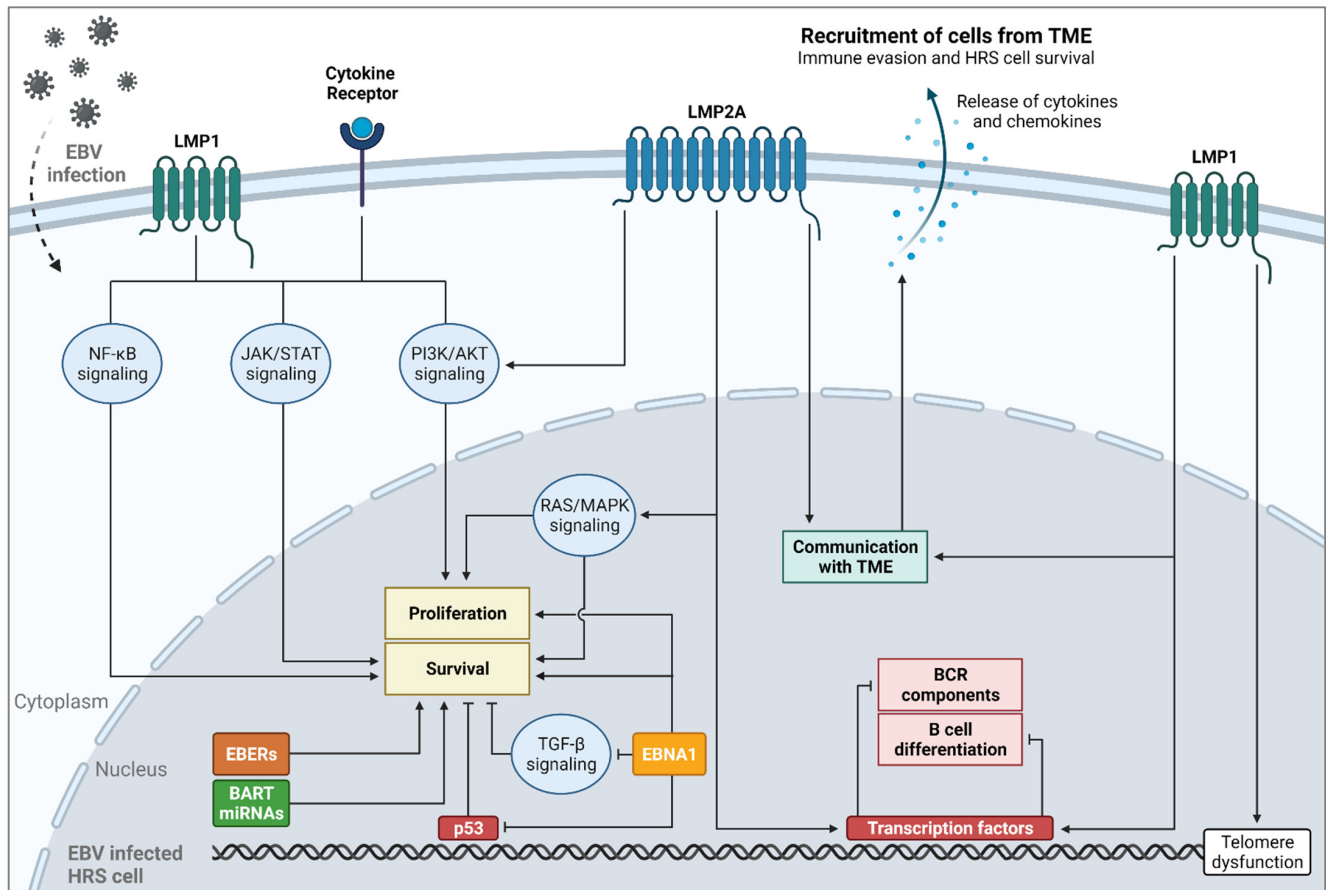 Recruitment of cells from TME
Immune evasion and HRS cell survival
Release of cytokines
and chemokines
Cytokine
Receptor
LMP1
EBV
infection
LMP2A
LMP1
NF-κB
signaling
JAK/STAT
signaling
PI3K/AKT
signaling
RAS/MAPK
signaling
Communication
with TME
Proliferation
Survival
BCR
components
B cell
differentiation
Cytoplasm
Nucleus
EBERs
BART
miRNAs
TGF-β
signaling
EBNA1
p53
Transcription factors
EBV infected
HRS cell
Telomere
dysfunction